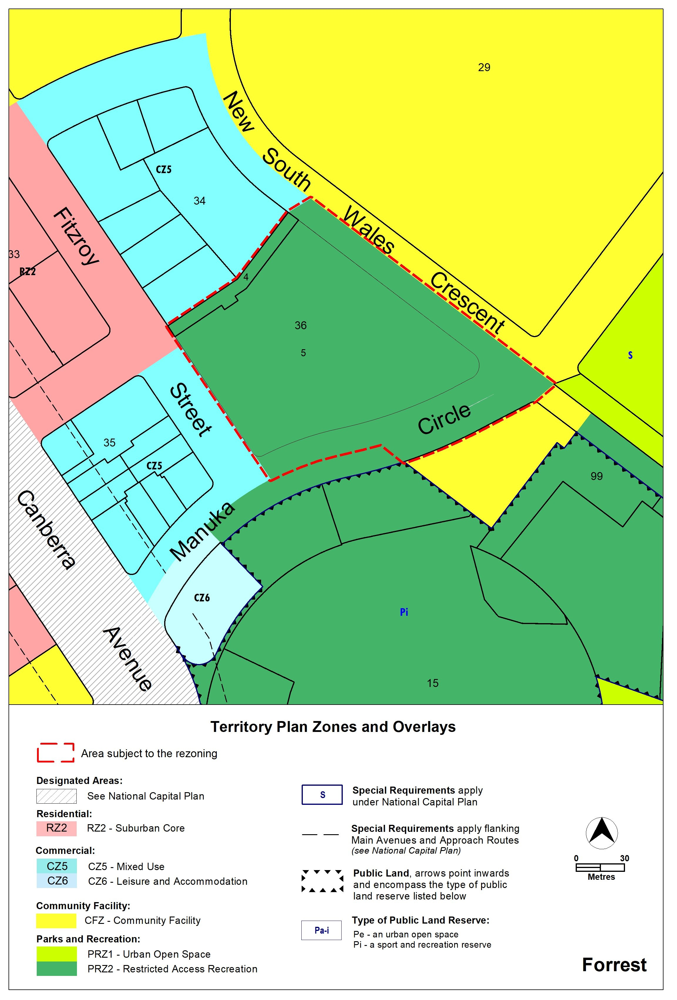 29
New South Wales Crescent
CZ5
34
Fitzroy Street
33
RZ2
4
36
5
S
Circle
35
CZ5
99
Manuka
Canberra Avenue
CZ6
Pi
15
Territory Plan Zones and Overlays
Area subject to the rezoning
Designated Areas:
See National Capital Plan
Residential:
RZ2 RZ2 - Suburban Core
Commercial:
CZ5 CZ5 - Mixed Use
CZ6 CZ6 - Leisure and Accommodation
Community Facility:
CFZ - Community Facility
Parks and Recreation:
PRZ1 - Urban Open Space
PRZ2 - Restricted Access Recreation
S
Special Requirements apply
under National Capital Plan
Special Requirements apply flanking
Main Avenues and Approach Routes
(see National Capital Plan)
Public Land, arrows point inwards
and encompass the type of public
land reserve listed below
Pa-i
Type of Public Land Reserve:
Pe - an urban open space
Pi - a sport and recreation reserve
0 30
Metres
Forrest